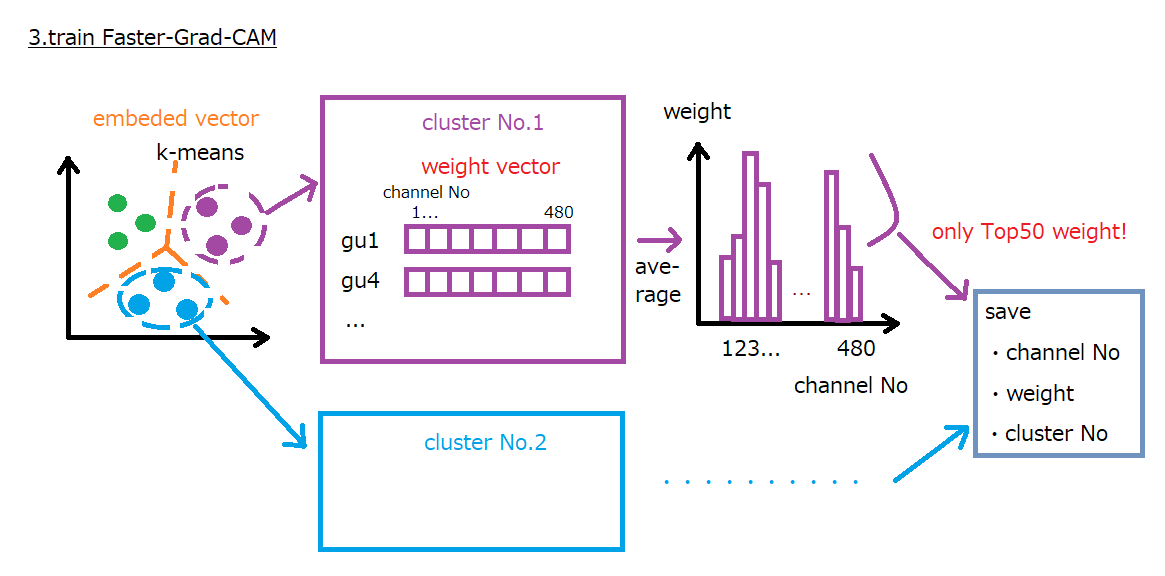 3.train Faster-Grad-CAM
embeded vector
k-means
cluster No.1
weight vector
channel No
1... 480
gu1
gu4
...
ave-
rage
weight
...
123... 480
channel No
only Top50 weight!
save
・channel No
・weight
・cluster No
cluster No.2
. . . . . . . . . .